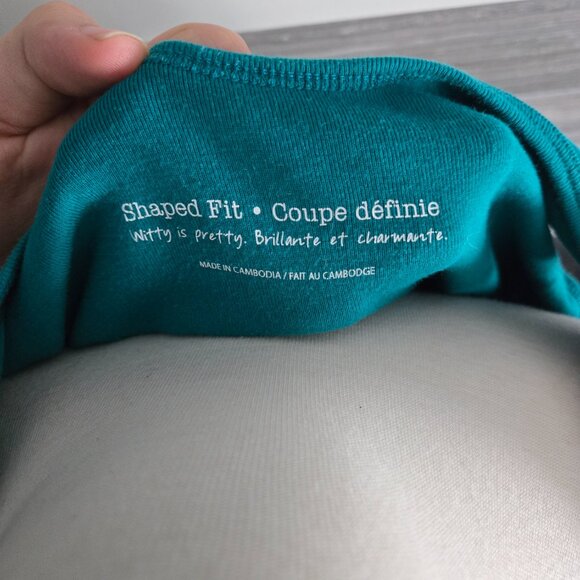 Shaped Fit • Coupe définie
Witty is pretty. Brillante et charmante.
MADE IN CAMBODIA / FAIT AU CAMBODGE